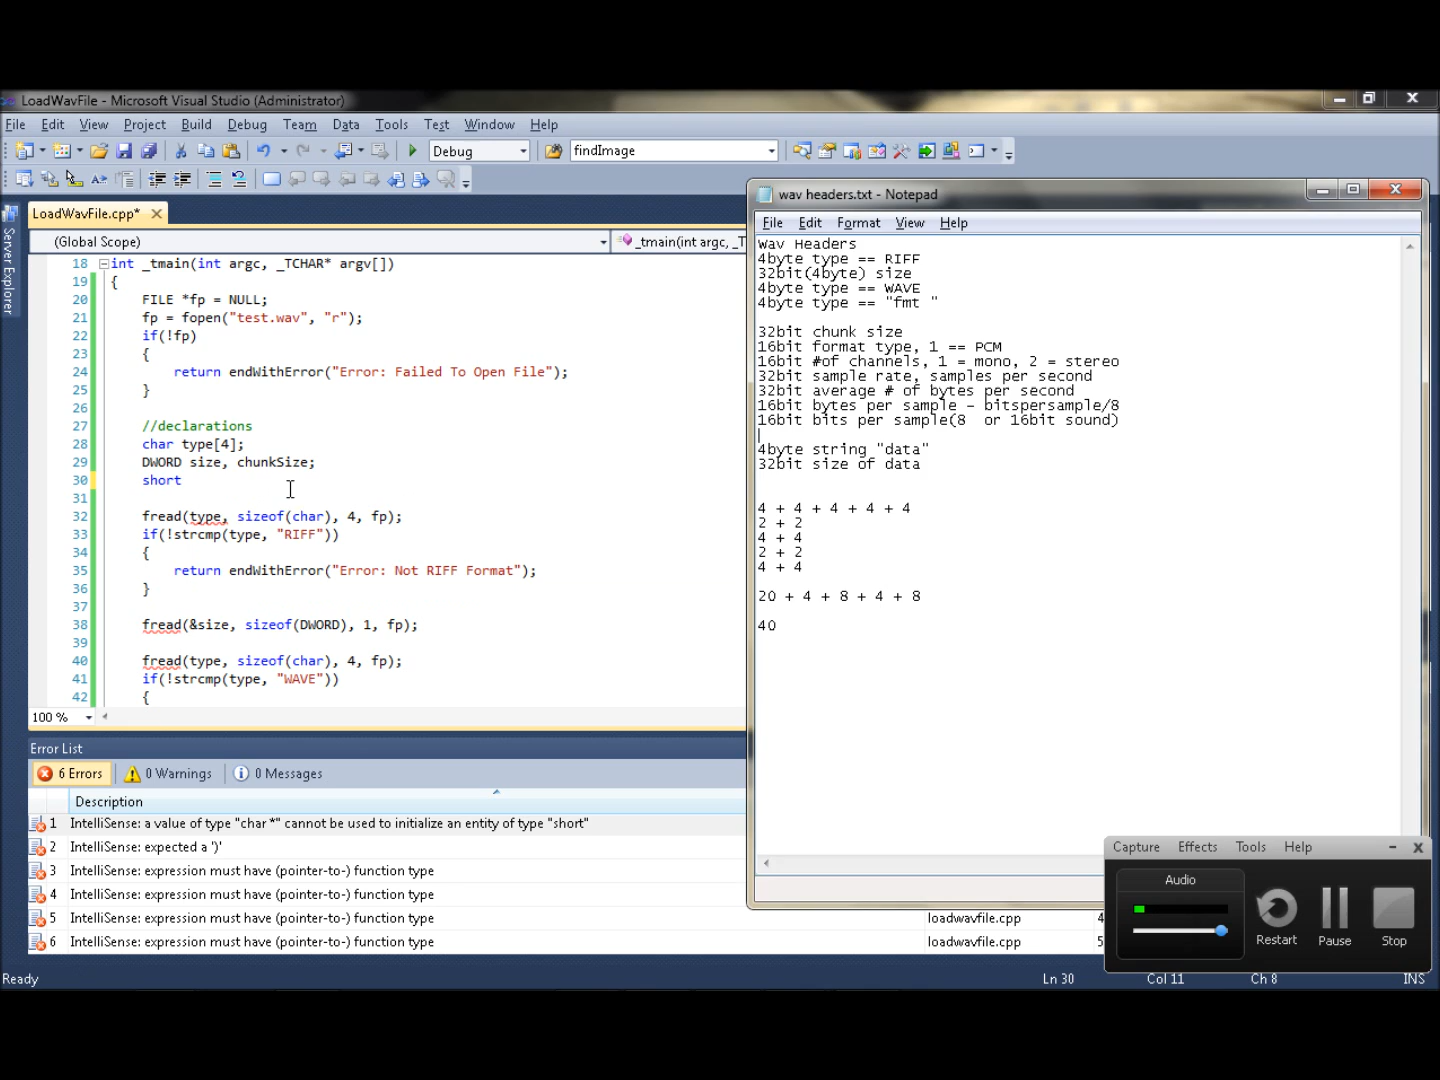 LoadWavFile - Microsoft Visual Studio (Administrator)
File Edit View Project Build Debug Team Data Tools Test Window Help
Debug findImage
LoadWavFile.cpp*
(Global Scope) _tmain(int argc, _T
Server Explorer
18 int _tmain(int argc, _TCHAR* argv[])
19 {
20 FILE *fp = NULL;
21 fp = fopen("test.wav", "r");
22 if(!fp)
23 {
24 return endWithError("Error: Failed To Open File");
25 }
26
27 //declarations
28 char type[4];
29 DWORD size, chunkSize;
30 short
31
32 fread(type, sizeof(char), 4, fp);
33 if(!strcmp(type, "RIFF"))
34 {
35 return endWithError("Error: Not RIFF Format");
36 }
37
38 fread(&size, sizeof(DWORD), 1, fp);
39
40 fread(type, sizeof(char), 4, fp);
41 if(!strcmp(type, "WAVE"))
42 {
100 %
Error List
6 Errors 0 Warnings 0 Messages
Description
1 IntelliSense: a value of type "char *" cannot be used to initialize an entity of type "short"
2 IntelliSense: expected a ')'
3 IntelliSense: expression must have (pointer-to-) function type
4 IntelliSense: expression must have (pointer-to-) function type
5 IntelliSense: expression must have (pointer-to-) function type loadwavfile.cpp 4
6 IntelliSense: expression must have (pointer-to-) function type loadwavfile.cpp 5
Ready Ln 30 Col 11 Ch 8 INS
wav headers.txt - Notepad
File Edit Format View Help
Wav Headers
4byte type == RIFF
32bit(4byte) size
4byte type == WAVE
4byte type == "fmt "
32bit chunk size
16bit format type, 1 == PCM
16bit #of channels, 1 = mono, 2 = stereo
32bit sample rate, samples per second
32bit average # of bytes per second
16bit bytes per sample - bitspersample/8
16bit bits per sample(8  or 16bit sound)
4byte string "data"
32bit size of data
4 + 4 + 4 + 4 + 4
2 + 2
4 + 4
2 + 2
4 + 4
20 + 4 + 8 + 4 + 8
40
Capture Effects Tools Help
Audio
Restart Pause Stop